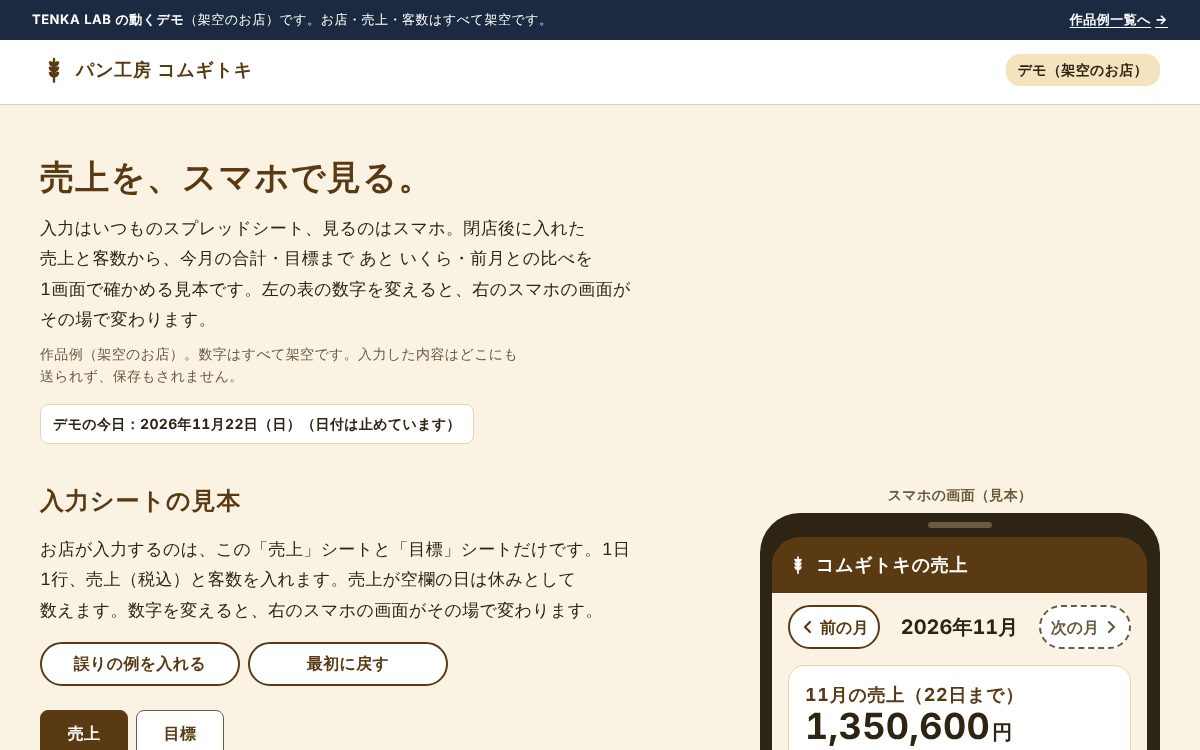 TENKA LAB の動くデモ（架空のお店）です。お店・売上・客数はすべて架空です。
作品例一覧へ →
パン工房 コムギトキ
デモ（架空のお店）
売上を、スマホで見る。
入力はいつものスプレッドシート、見るのはスマホ。閉店後に入れた
売上と客数から、今月の合計・目標まで あと いくら・前月との比べを
1画面で確かめる見本です。左の表の数字を変えると、右のスマホの画面が
その場で変わります。
作品例（架空のお店）。数字はすべて架空です。入力した内容はどこにも
送られず、保存もされません。
デモの今日：2026年11月22日（日）（日付は止めています）
入力シートの見本
お店が入力するのは、この「売上」シートと「目標」シートだけです。1日
1行、売上（税込）と客数を入れます。売上が空欄の日は休みとして
数えます。数字を変えると、右のスマホの画面がその場で変わります。
誤りの例を入れる
最初に戻す
売上
目標
スマホの画面（見本）
コムギトキの売上
前の月
2026年11月
次の月
11月の売上（22日まで）
1,350,600円